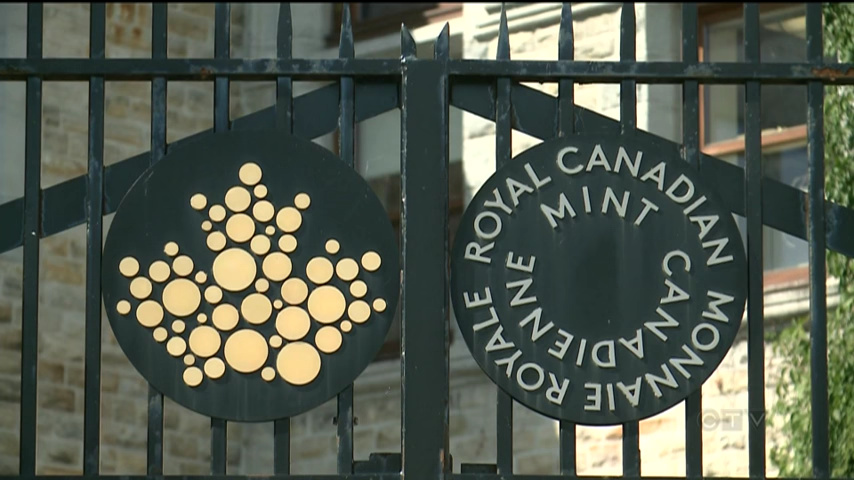 ROYAL CANADIAN
MINT
MONNAIE ROYALE
CANADIENNE
CTV